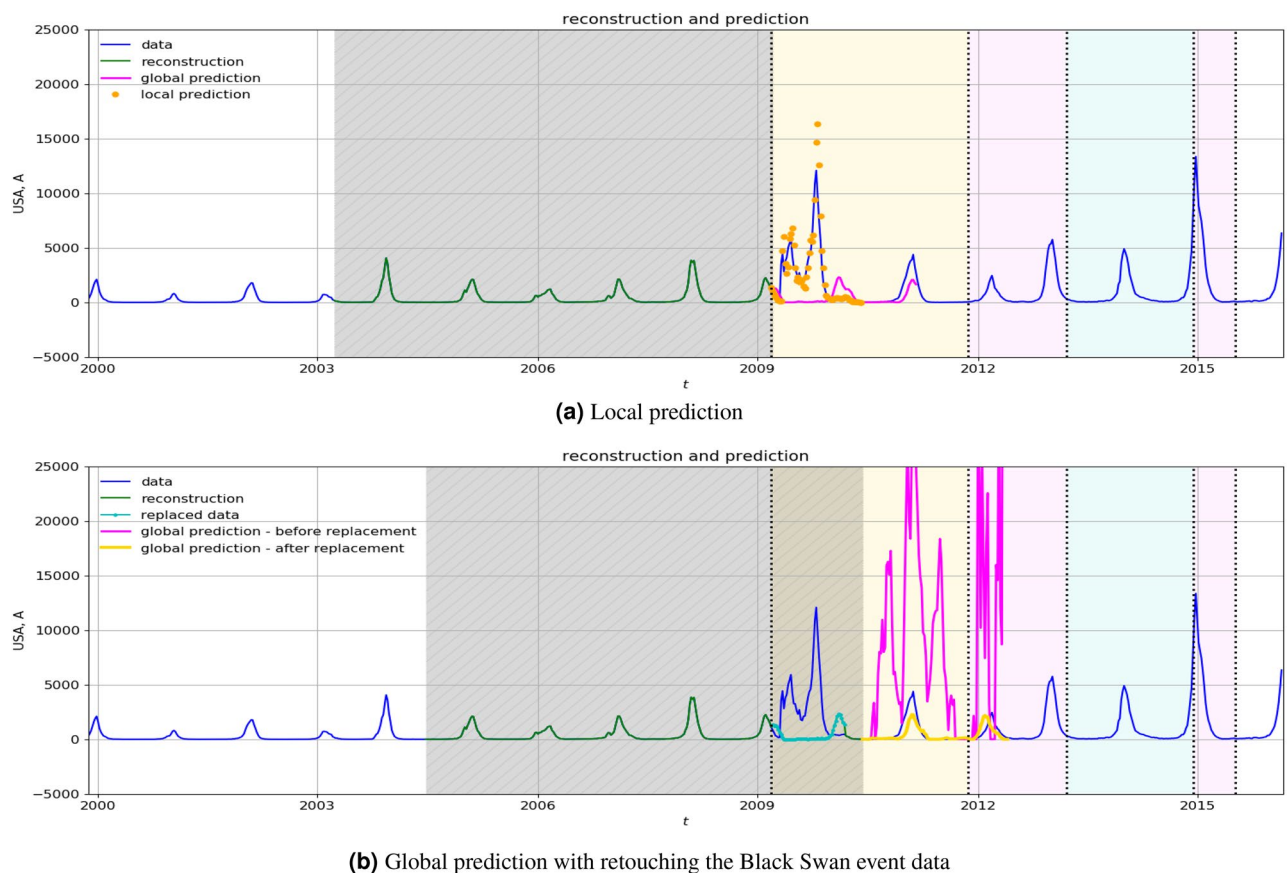 reconstruction and prediction
25000
20000
15000
10000
5000
0
−5000
USA, A
data
reconstruction
global prediction
local prediction
2000 2003 2006 2009 2012 2015
t
(a) Local prediction
reconstruction and prediction
25000
20000
15000
10000
5000
0
−5000
USA, A
data
reconstruction
replaced data
global prediction - before replacement
global prediction - after replacement
2000 2003 2006 2009 2012 2015
t
(b) Global prediction with retouching the Black Swan event data